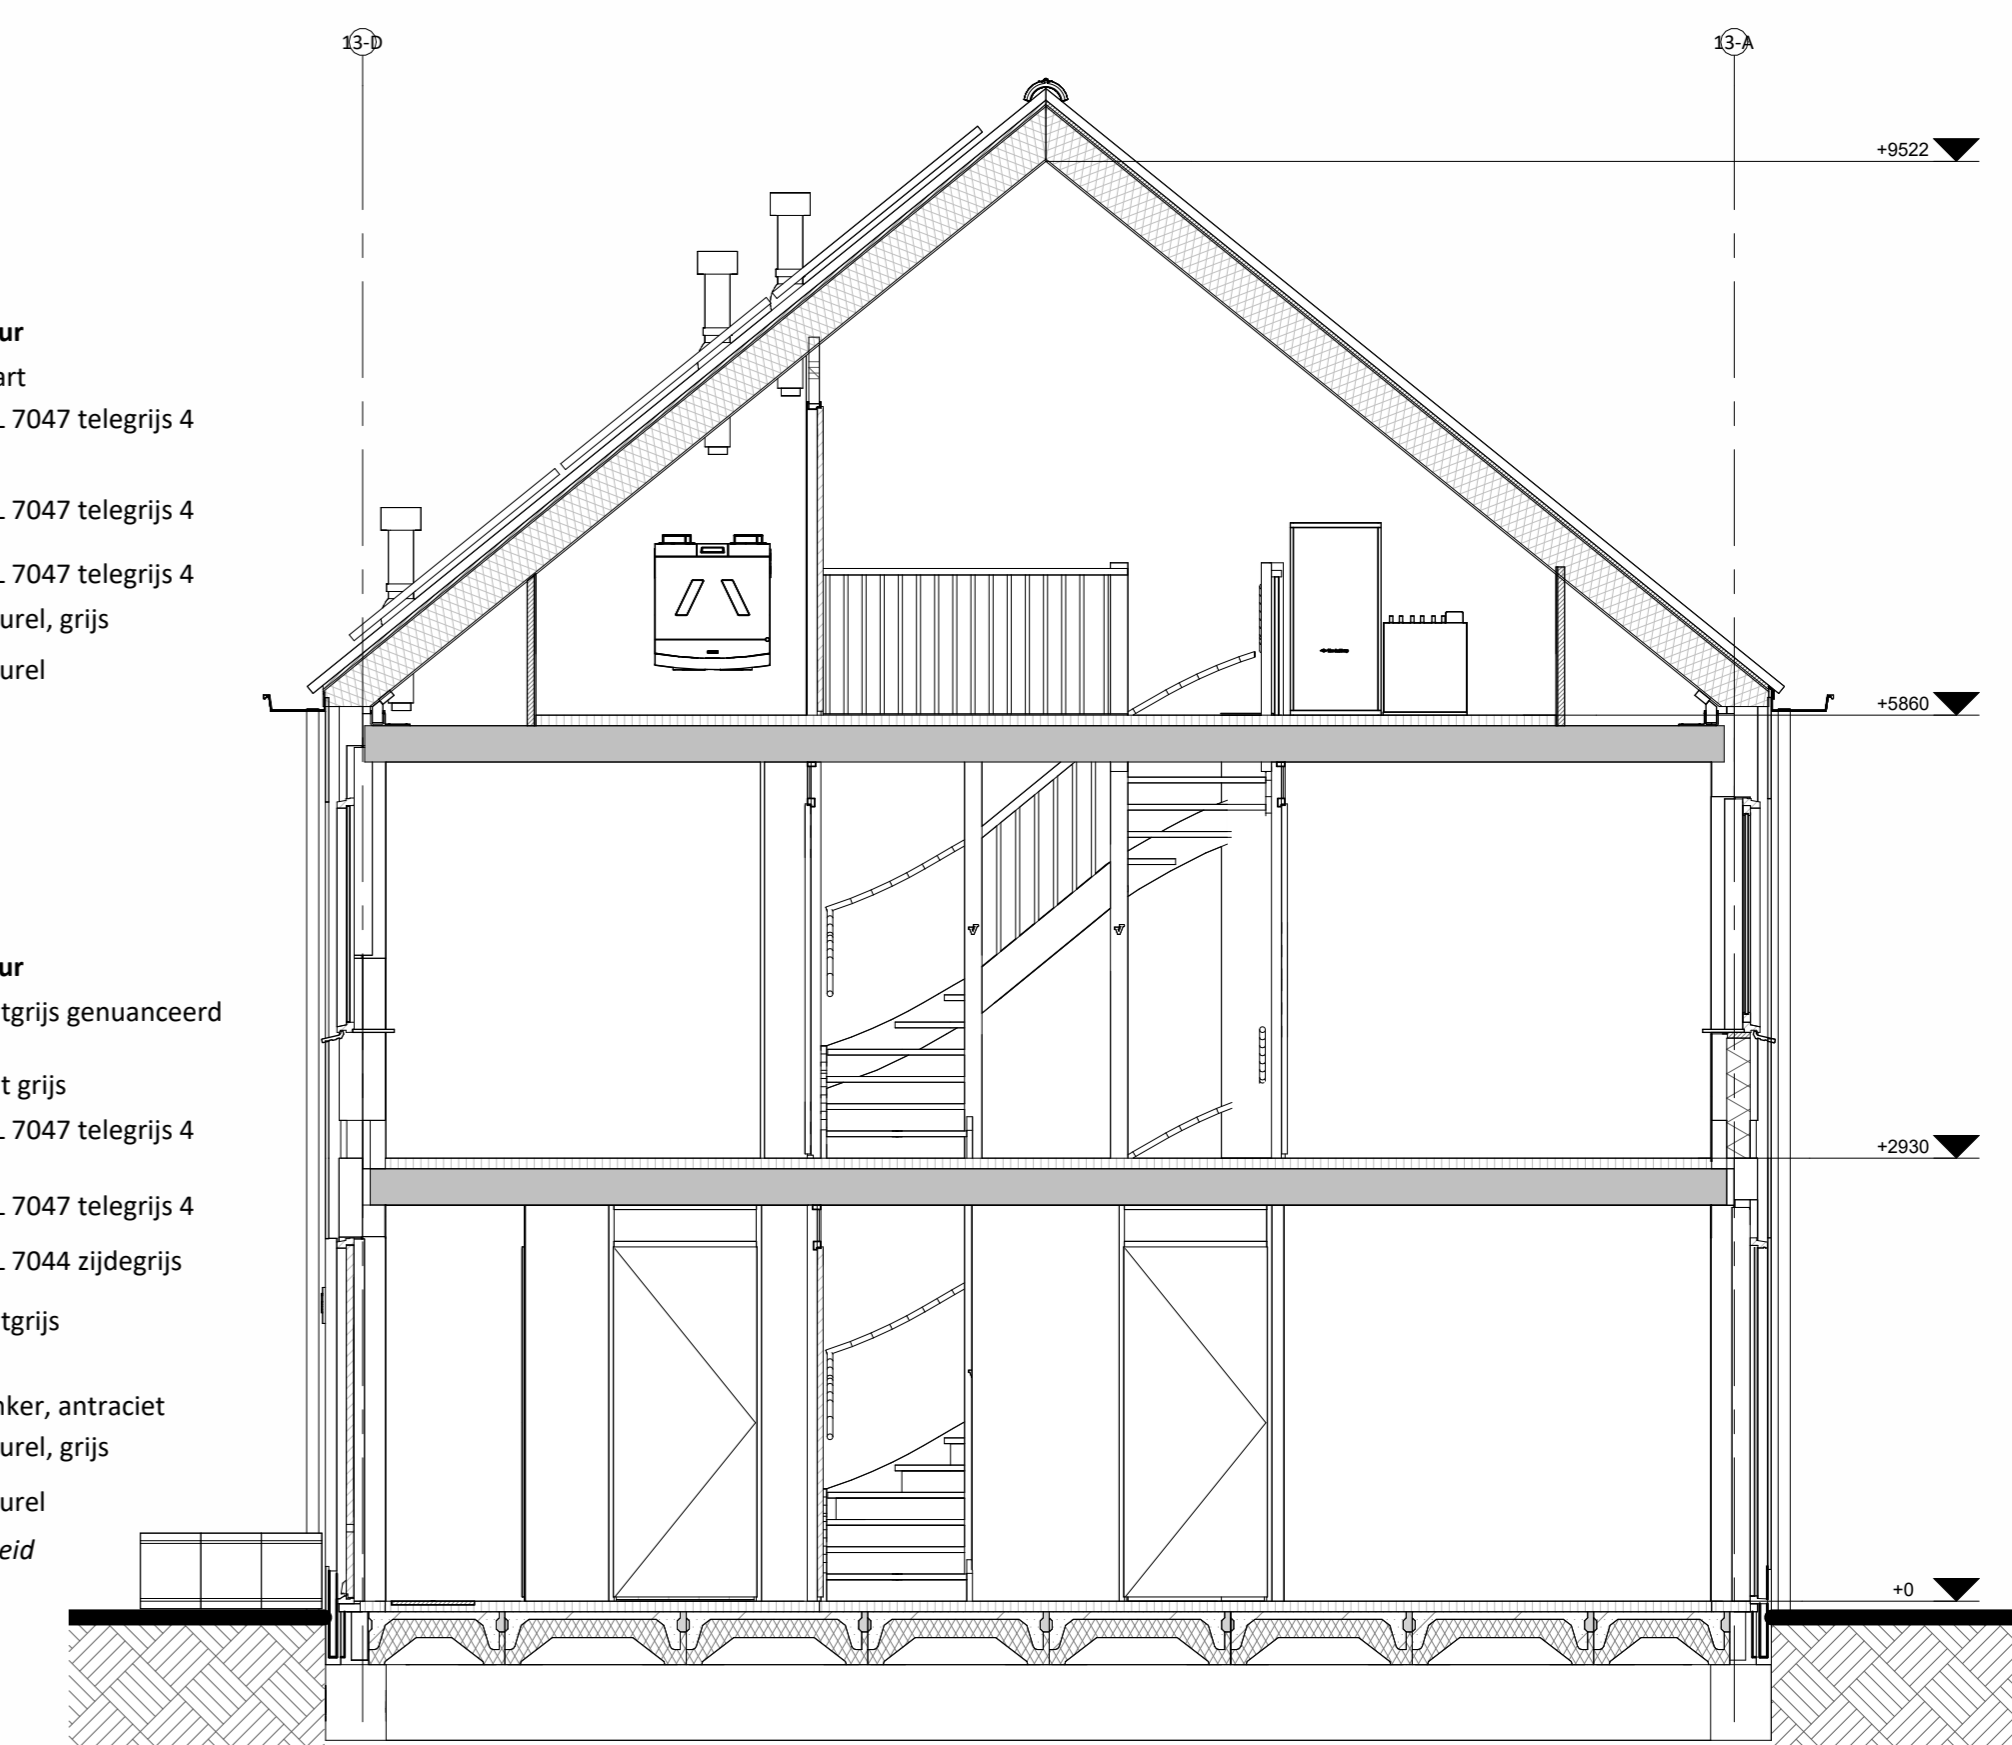 13-D
13-A
+9522
ur
art
L 7047 telegrijs 4
L 7047 telegrijs 4
L 7047 telegrijs 4
urel, grijs
urel
+5860
ur
tgrijs genuanceerd
t grijs
L 7047 telegrijs 4
+2930
L 7047 telegrijs 4
L 7044 zijdegrijs
tgrijs
nker, antraciet
urel, grijs
urel
eid
+0